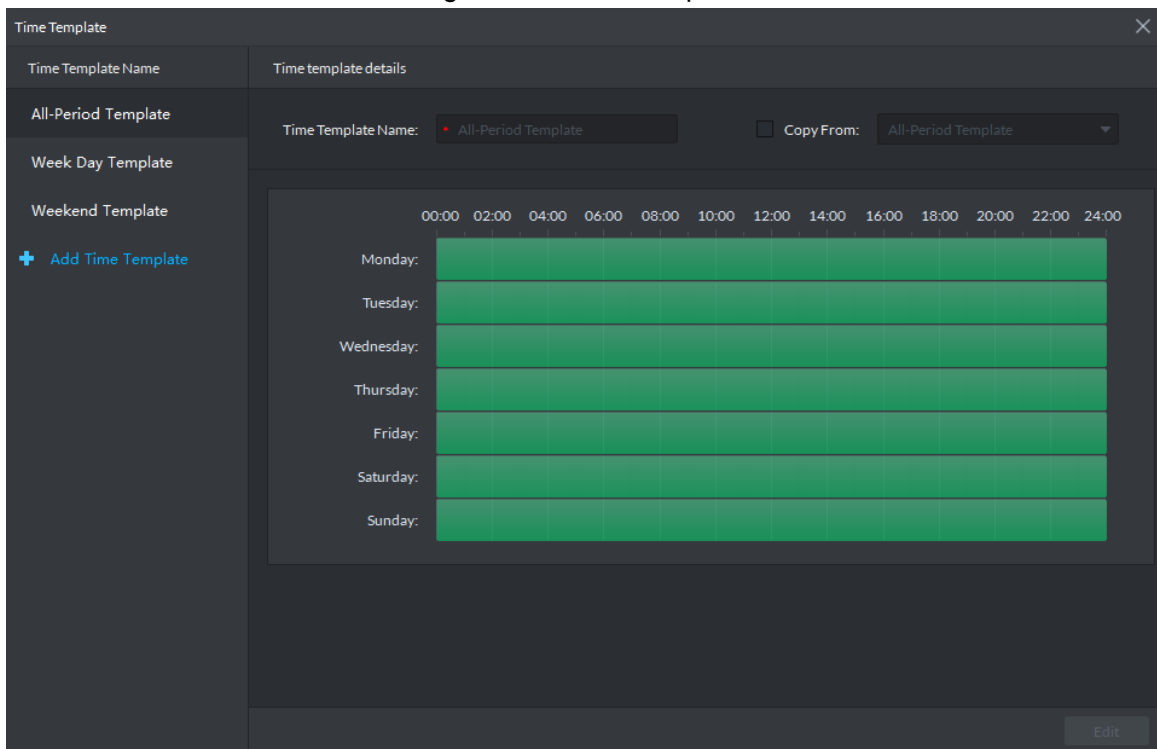 Time Template
Time Template Name
Time template details
All-Period Template
Week Day Template
Weekend Template
Add Time Template
Time Template Name: * All-Period Template Copy From: All-Period Template
00:00 02:00 04:00 06:00 08:00 10:00 12:00 14:00 16:00 18:00 20:00 22:00 24:00
Monday:
Tuesday:
Wednesday:
Thursday:
Friday:
Saturday:
Sunday:
Edit